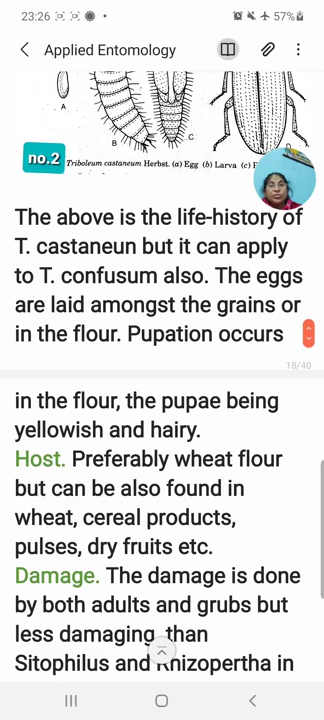 23:26
57%
Applied Entomology
A
B
C
no.2
Triboleum castaneum Herbst. (a) Egg (b) Larva (c)
The above is the life-history of
T. castaneun but it can apply
to T. confusum also. The eggs
are laid amongst the grains or
in the flour. Pupation occurs
18/40
in the flour, the pupae being
yellowish and hairy.
Host. Preferably wheat flour
but can be also found in
wheat, cereal products,
pulses, dry fruits etc.
Damage. The damage is done
by both adults and grubs but
less damaging than
Sitophilus and Rhizopertha in